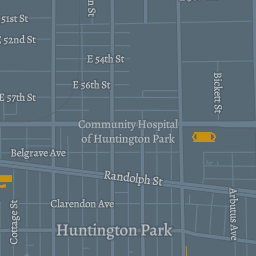 51st St
n St
E 52nd St
E 54th St
E 56th St
Bickett St
E 57th St
Community Hospital
of Huntington Park
Belgrave Ave
Randolph St
Cottage St
Clarendon Ave
Arbutus Ave
Huntington Park